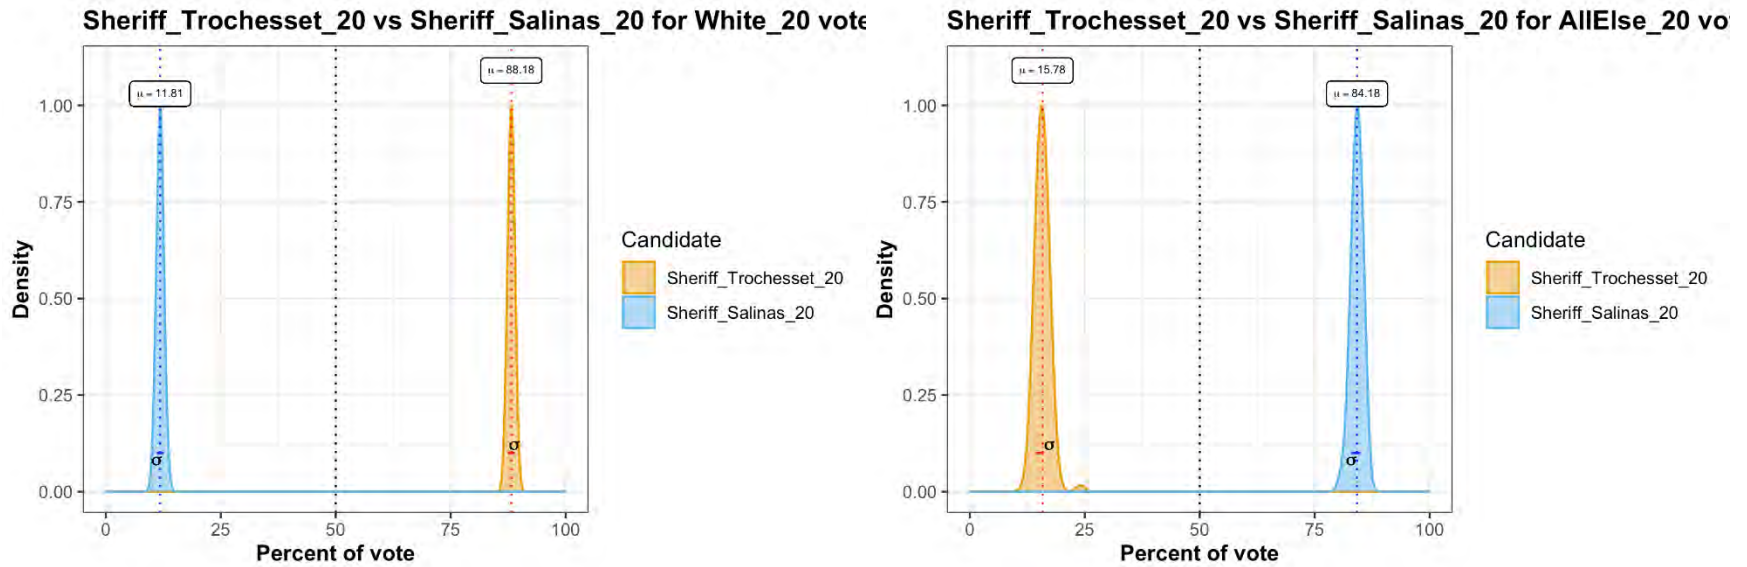 Sheriff_Trochesset_20 vs Sheriff_Salinas_20 for White_20 vote
μ = 11.81
μ = 88.18
1.00
0.75
0.50
0.25
0.00
Density
σ
σ
0 25 50 75 100
Percent of vote
Candidate
Sheriff_Trochesset_20
Sheriff_Salinas_20
Sheriff_Trochesset_20 vs Sheriff_Salinas_20 for AllElse_20 vo
μ = 15.78
μ = 84.18
1.00
0.75
0.50
0.25
0.00
Density
σ
σ
0 25 50 75 100
Percent of vote
Candidate
Sheriff_Trochesset_20
Sheriff_Salinas_20